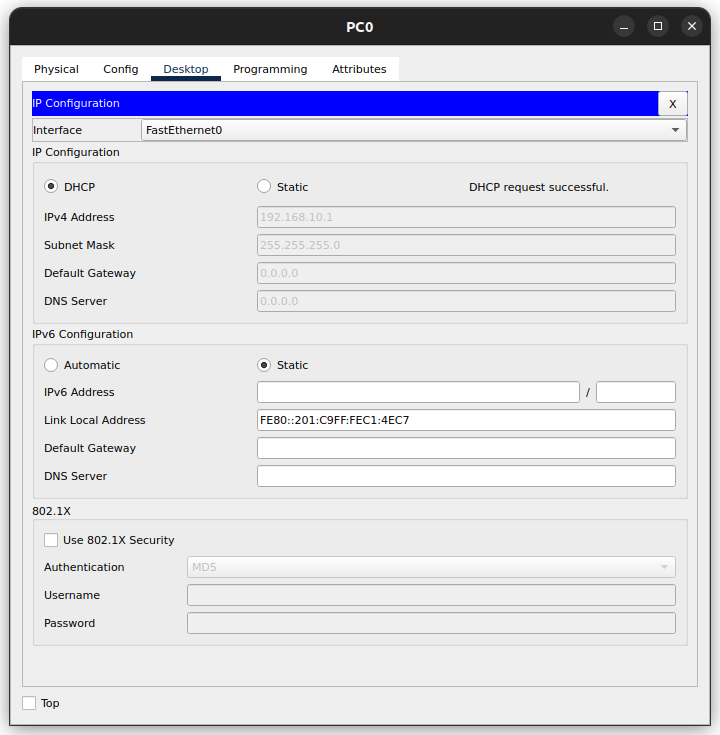 PC0
Physical Config Desktop Programming Attributes
IP Configuration X
Interface FastEthernet0
IP Configuration
DHCP Static DHCP request successful.
IPv4 Address 192.168.10.1
Subnet Mask 255.255.255.0
Default Gateway 0.0.0.0
DNS Server 0.0.0.0
IPv6 Configuration
Automatic Static
IPv6 Address /
Link Local Address FE80::201:C9FF:FEC1:4EC7
Default Gateway
DNS Server
802.1X
Use 802.1X Security
Authentication MD5
Username
Password
Top